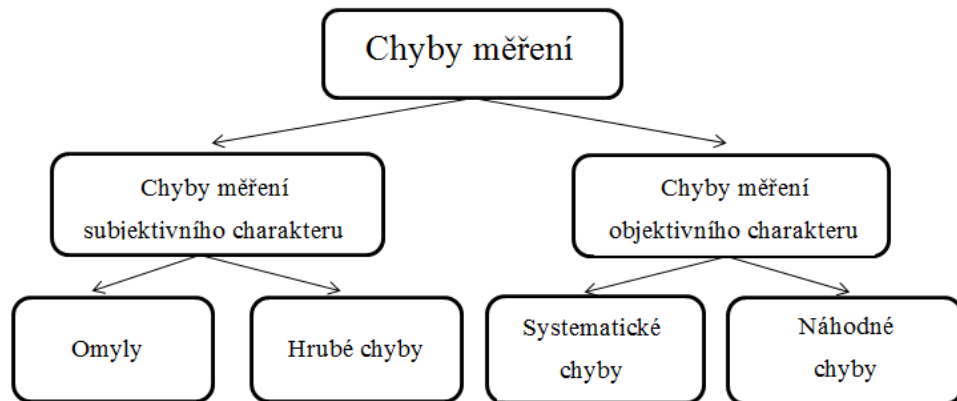 Chyby měření
Chyby měření
subjektivního charakteru
Chyby měření
objektivního charakteru
Omyly
Hrubé chyby
Systematické
chyby
Náhodné
chyby